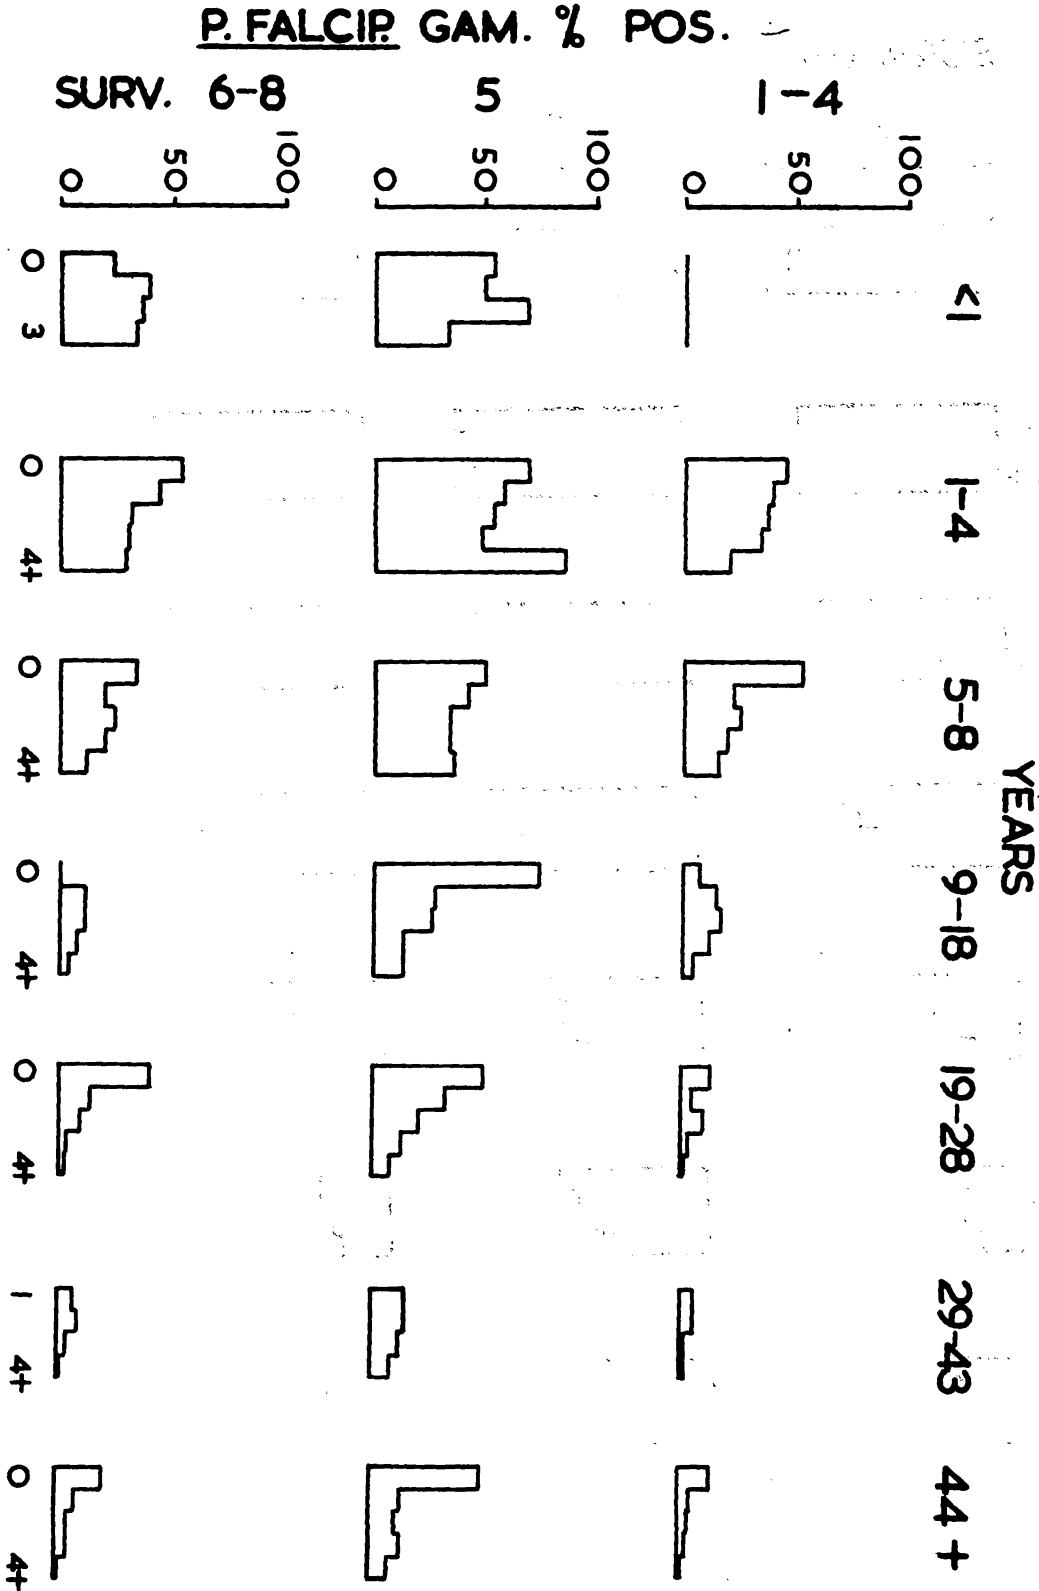 P. FALCIP. GAM. % POS.
SURV. 6-8 5 1-4
0 50 100 0 50 100 0 50 100
YEARS
<1 1-4 5-8 9-18 19-28 29-43 44+
0 3 0 4+ 0 4+ 0 4+ 0 4+ 1 4+ 0 4+